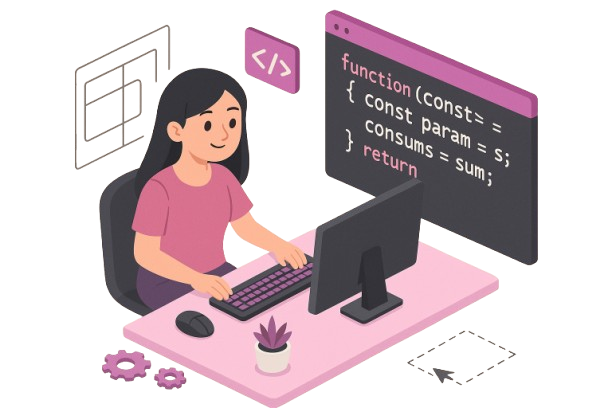 </>
function (const= =
{ const param = s;
consums = sum;
} return